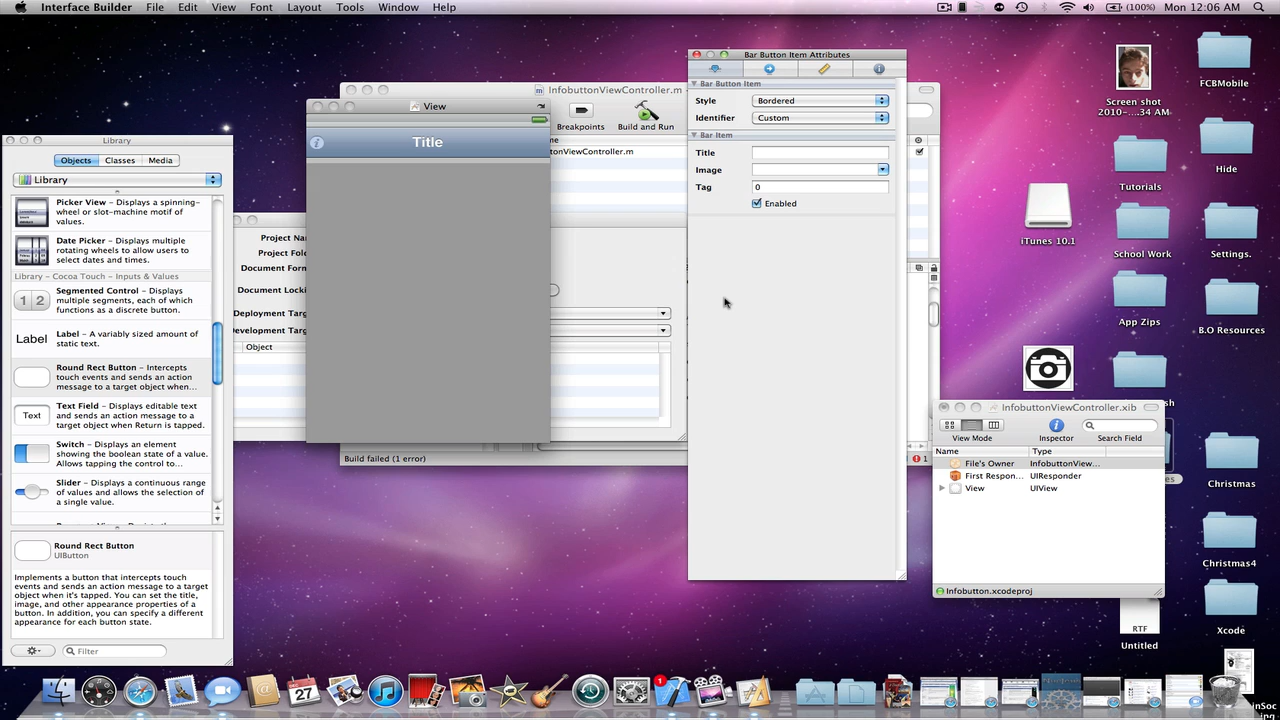 Interface Builder File Edit View Font Layout Tools Window Help
(100%) Mon 12:06 AM
Library
Objects Classes Media
Library
Picker View – Displays a spinning-
wheel or slot-machine motif of
values.
Date Picker – Displays multiple
rotating wheels to allow users to
select dates and times.
Library – Cocoa Touch – Inputs & Values
1 2
Segmented Control – Displays
multiple segments, each of which
functions as a discrete button.
Label
Label – A variably sized amount of
static text.
Round Rect Button – Intercepts
touch events and sends an action
message to a target object when...
Text
Text Field – Displays editable text
and sends an action message to a
target object when Return is tapped.
Switch – Displays an element
showing the boolean state of a value.
Allows tapping the control to...
Slider – Displays a continuous range
of values and allows the selection of
a single value.
Round Rect Button
UIButton
Implements a button that intercepts touch
events and sends an action message to a
target object when it's tapped. You can set
the title, image, and other appearance
properties of a button. In addition, you can
specify a different appearance for each
button state.
Filter
View
Title
InfobuttonViewController.m
Breakpoints
Build and Run
tonViewController.m
Project Na
Project Fold
Document Form
Document Locki
Deployment Targ
Development Targ
Object
Build failed (1 error)
1
Bar Button Item Attributes
Bar Button Item
Style Bordered
Identifier Custom
Bar Item
Title
Image
Tag 0
Enabled
InfobuttonViewController.xib
View Mode Inspector Search Field
Name Type
File's Owner InfobuttonView...
First Respon... UIResponder
View UIView
Infobutton.xcodeproj
Screen shot
2010-....34 AM
FCBMobile
Tutorials
Hide
iTunes 10.1
School Work
Settings.
App Zips
B.O Resources
Christmas
Christmas4
RTF
Untitled
Xcode
27
1